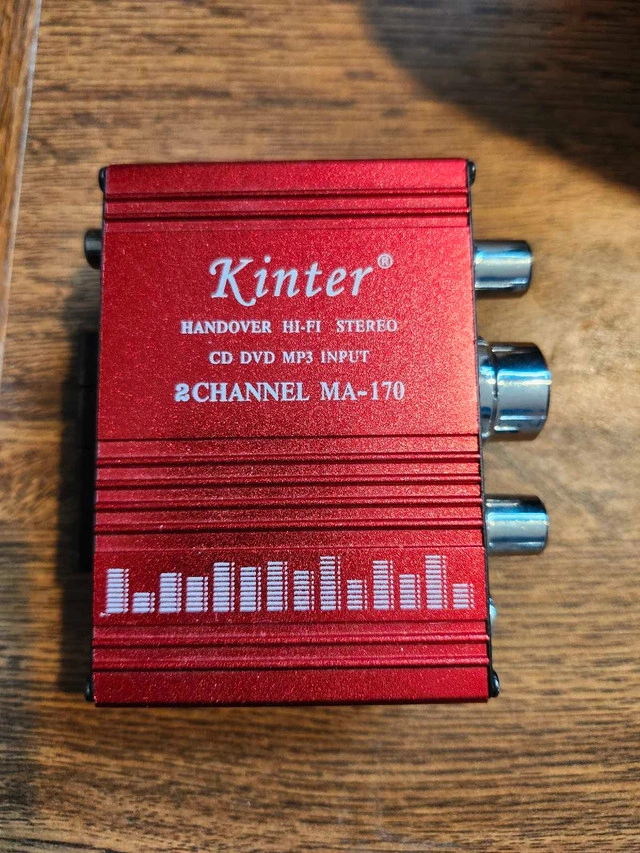 Kinter®
HANDOVER HI-FI STEREO
CD DVD MP3 INPUT
2CHANNEL MA-170